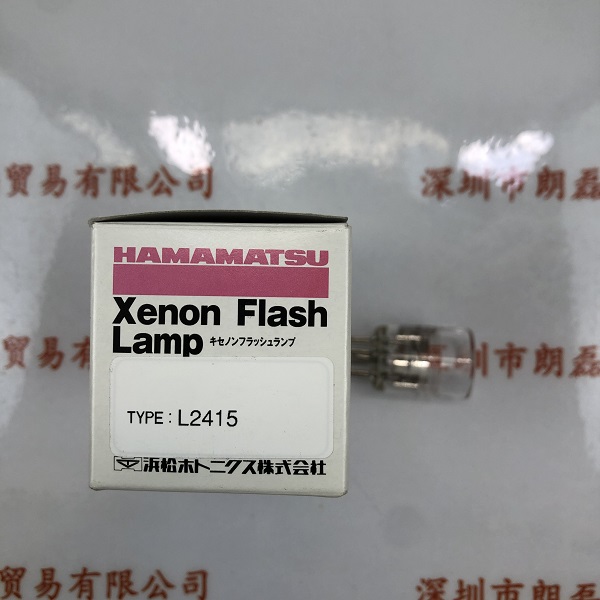 贸易有限公司
深圳市朗磊
HAMAMATSU
Xenon Flash
Lamp キセノンフラッシュランプ
贸易有限公司
深圳市朗磊
TYPE: L2415
浜松ホトニクス株式会社
贸易有限公司
深圳市朗磊